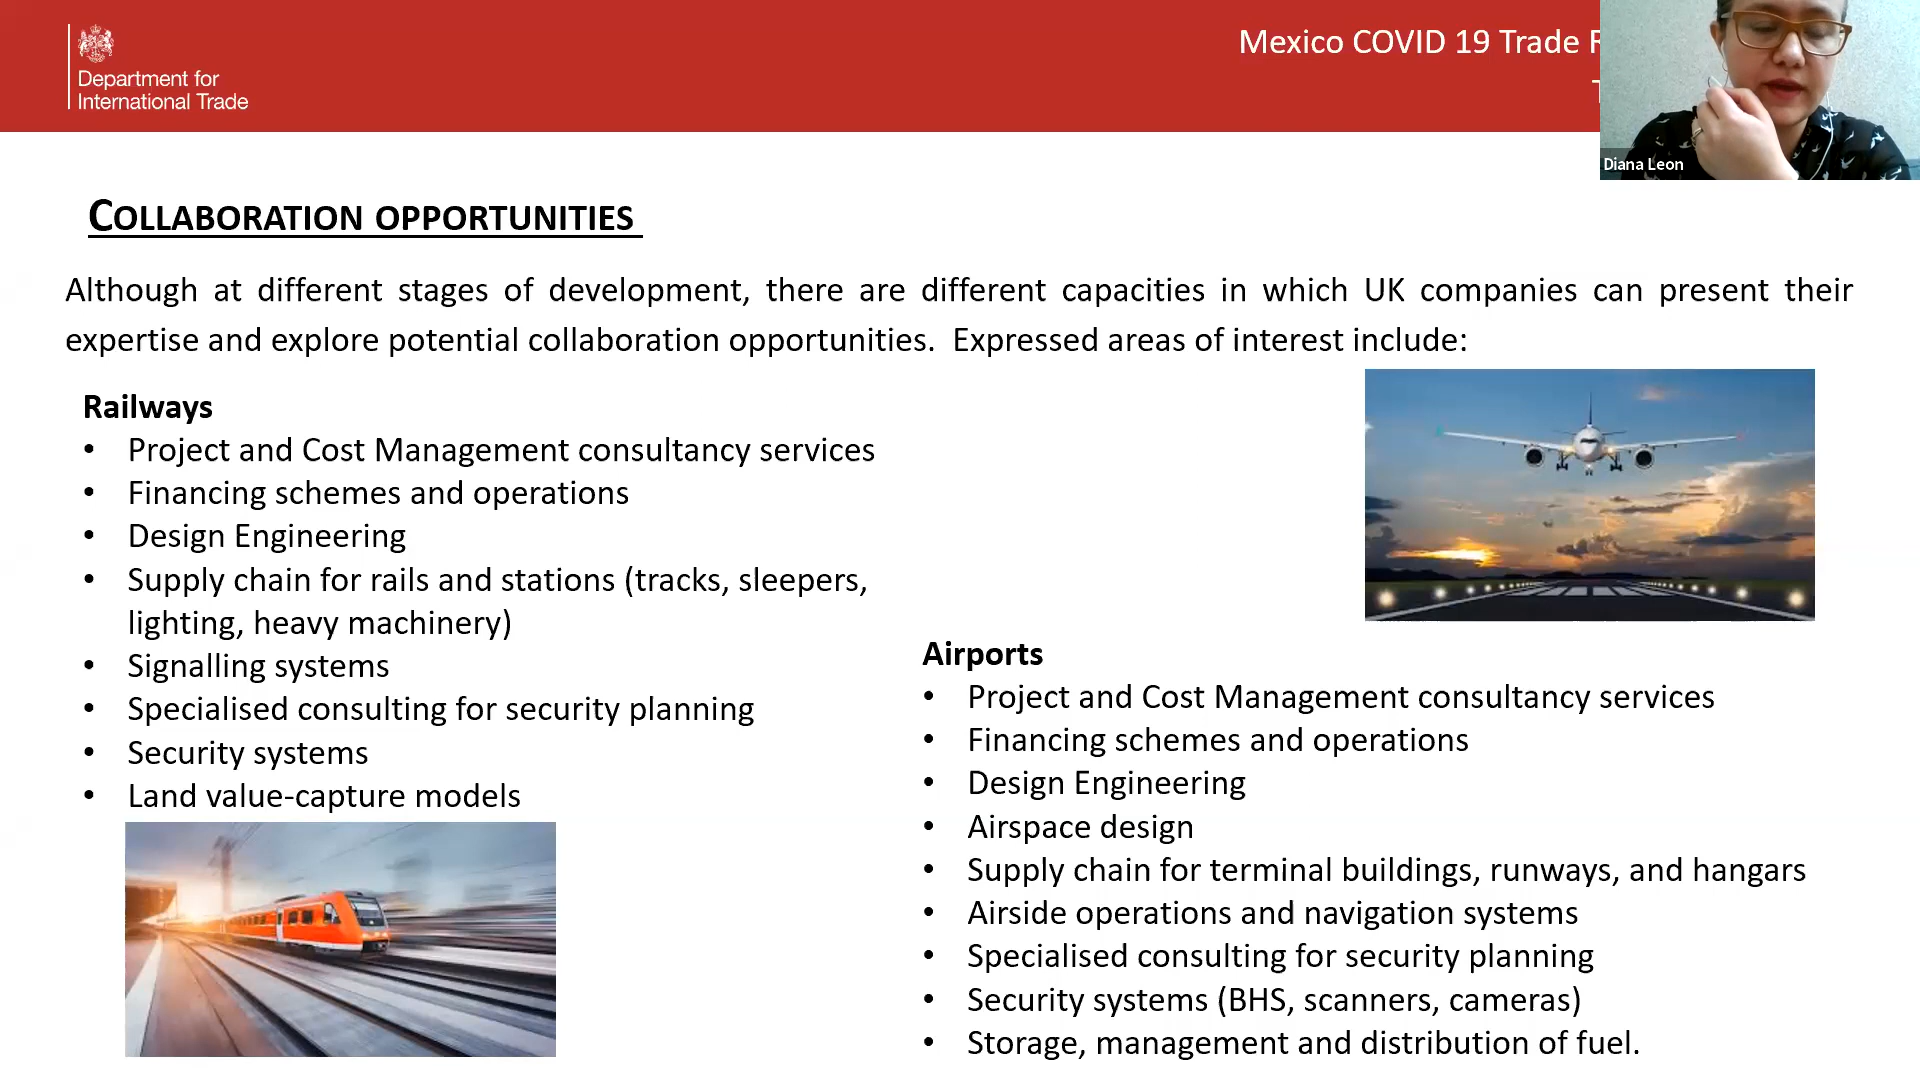 Department for
International Trade
Mexico COVID 19 Trade
Diana Leon
COLLABORATION OPPORTUNITIES
Although at different stages of development, there are different capacities in which UK companies can present their
expertise and explore potential collaboration opportunities.  Expressed areas of interest include:
Railways
• Project and Cost Management consultancy services
• Financing schemes and operations
• Design Engineering
• Supply chain for rails and stations (tracks, sleepers,
lighting, heavy machinery)
• Signalling systems
• Specialised consulting for security planning
• Security systems
• Land value-capture models
Airports
• Project and Cost Management consultancy services
• Financing schemes and operations
• Design Engineering
• Airspace design
• Supply chain for terminal buildings, runways, and hangars
• Airside operations and navigation systems
• Specialised consulting for security planning
• Security systems (BHS, scanners, cameras)
• Storage, management and distribution of fuel.